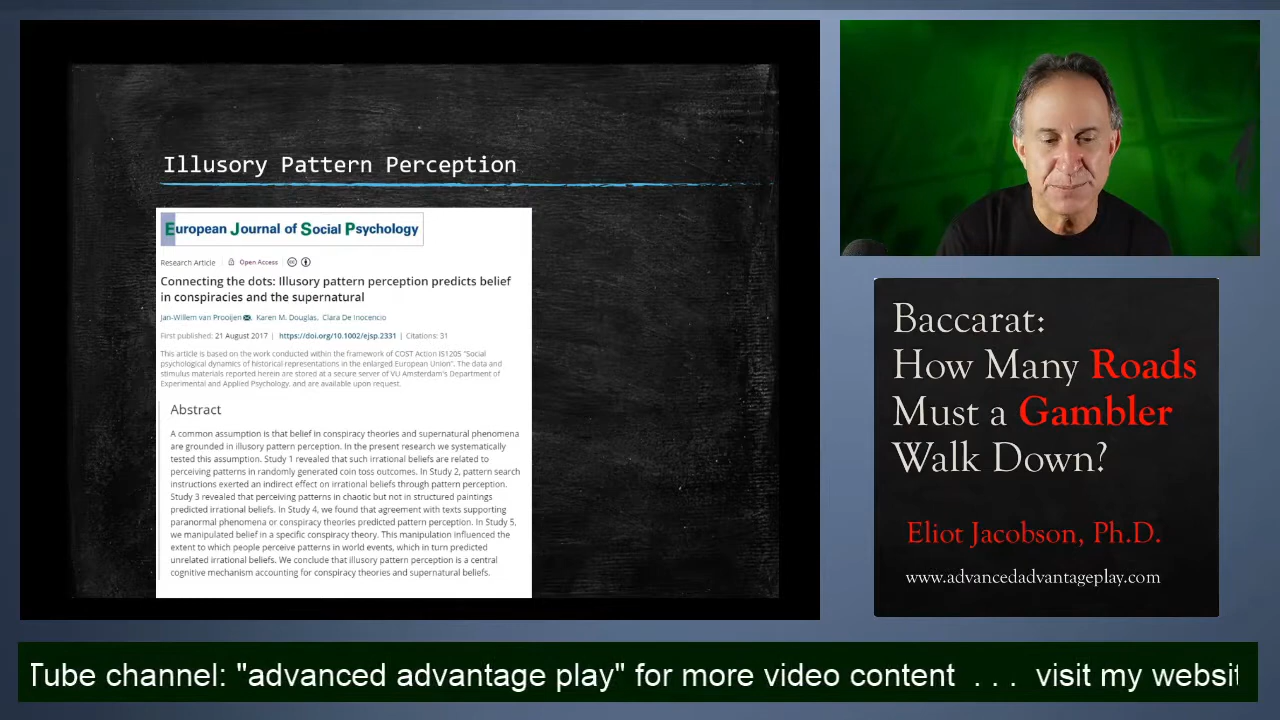 Illusory Pattern Perception
European Journal of Social Psychology
Research Article Open Access
Connecting the dots: Illusory pattern perception predicts belief
in conspiracies and the supernatural
Jan-Willem van Prooijen, Karen M. Douglas, Clara De Inocencio
First published: 21 August 2017 | https://doi.org/10.1002/ejsp.2331 | Citations: 31
This article is based on the work conducted within the framework of COST Action IS1205 "Social
psychological dynamics of historical representations in the enlarged European Union". The data and
stimulus materials reported herein are stored at a secure server of VU Amsterdam's Department of
Experimental and Applied Psychology, and are available upon request.
Abstract
A common assumption is that belief in conspiracy theories and supernatural phenomena
are grounded in illusory pattern perception. In the present research we systematically
tested this assumption. Study 1 revealed that such irrational beliefs are related to
perceiving patterns in randomly generated coin toss outcomes. In Study 2, pattern search
instructions exerted an indirect effect on irrational beliefs through pattern perception.
Study 3 revealed that perceiving patterns in chaotic but not in structured paintings
predicted irrational beliefs. In Study 4, we found that agreement with texts supporting
paranormal phenomena or conspiracy theories predicted pattern perception. In Study 5,
we manipulated belief in a specific conspiracy theory. This manipulation influenced the
extent to which people perceive patterns in world events, which in turn predicted
unrelated irrational beliefs. We conclude that illusory pattern perception is a central
cognitive mechanism accounting for conspiracy theories and supernatural beliefs.
Baccarat:
How Many Roads
Must a Gambler
Walk Down?
Eliot Jacobson, Ph.D.
www.advancedadvantageplay.com
Tube channel: "advanced advantage play" for more video content . . . visit my websit